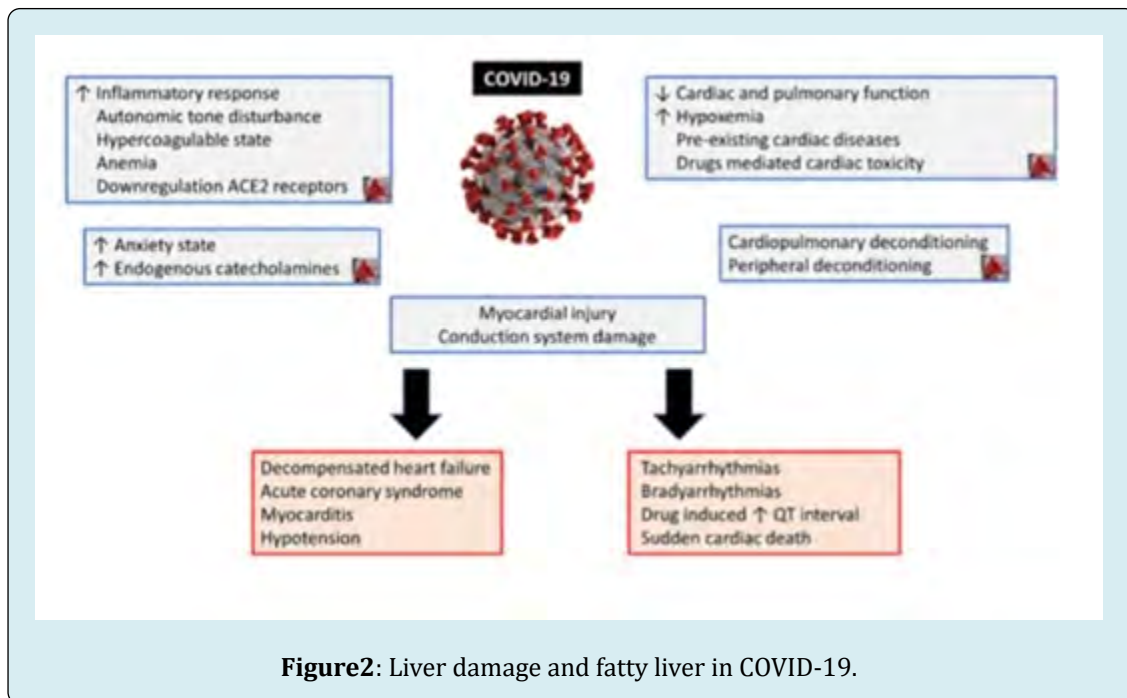 COVID-19
↑ Inflammatory response
Autonomic tone disturbance
Hypercoagulable state
Anemia
Downregulation ACE2 receptors
↓ Cardiac and pulmonary function
↑ Hypoxemia
Pre-existing cardiac diseases
Drugs mediated cardiac toxicity
↑ Anxiety state
↑ Endogenous catecholamines
Cardiopulmonary deconditioning
Peripheral deconditioning
Myocardial injury
Conduction system damage
Decompensated heart failure
Acute coronary syndrome
Myocarditis
Hypotension
Tachyarrhythmias
Bradyarrhythmias
Drug induced ↑ QT interval
Sudden cardiac death
Figure2: Liver damage and fatty liver in COVID-19.